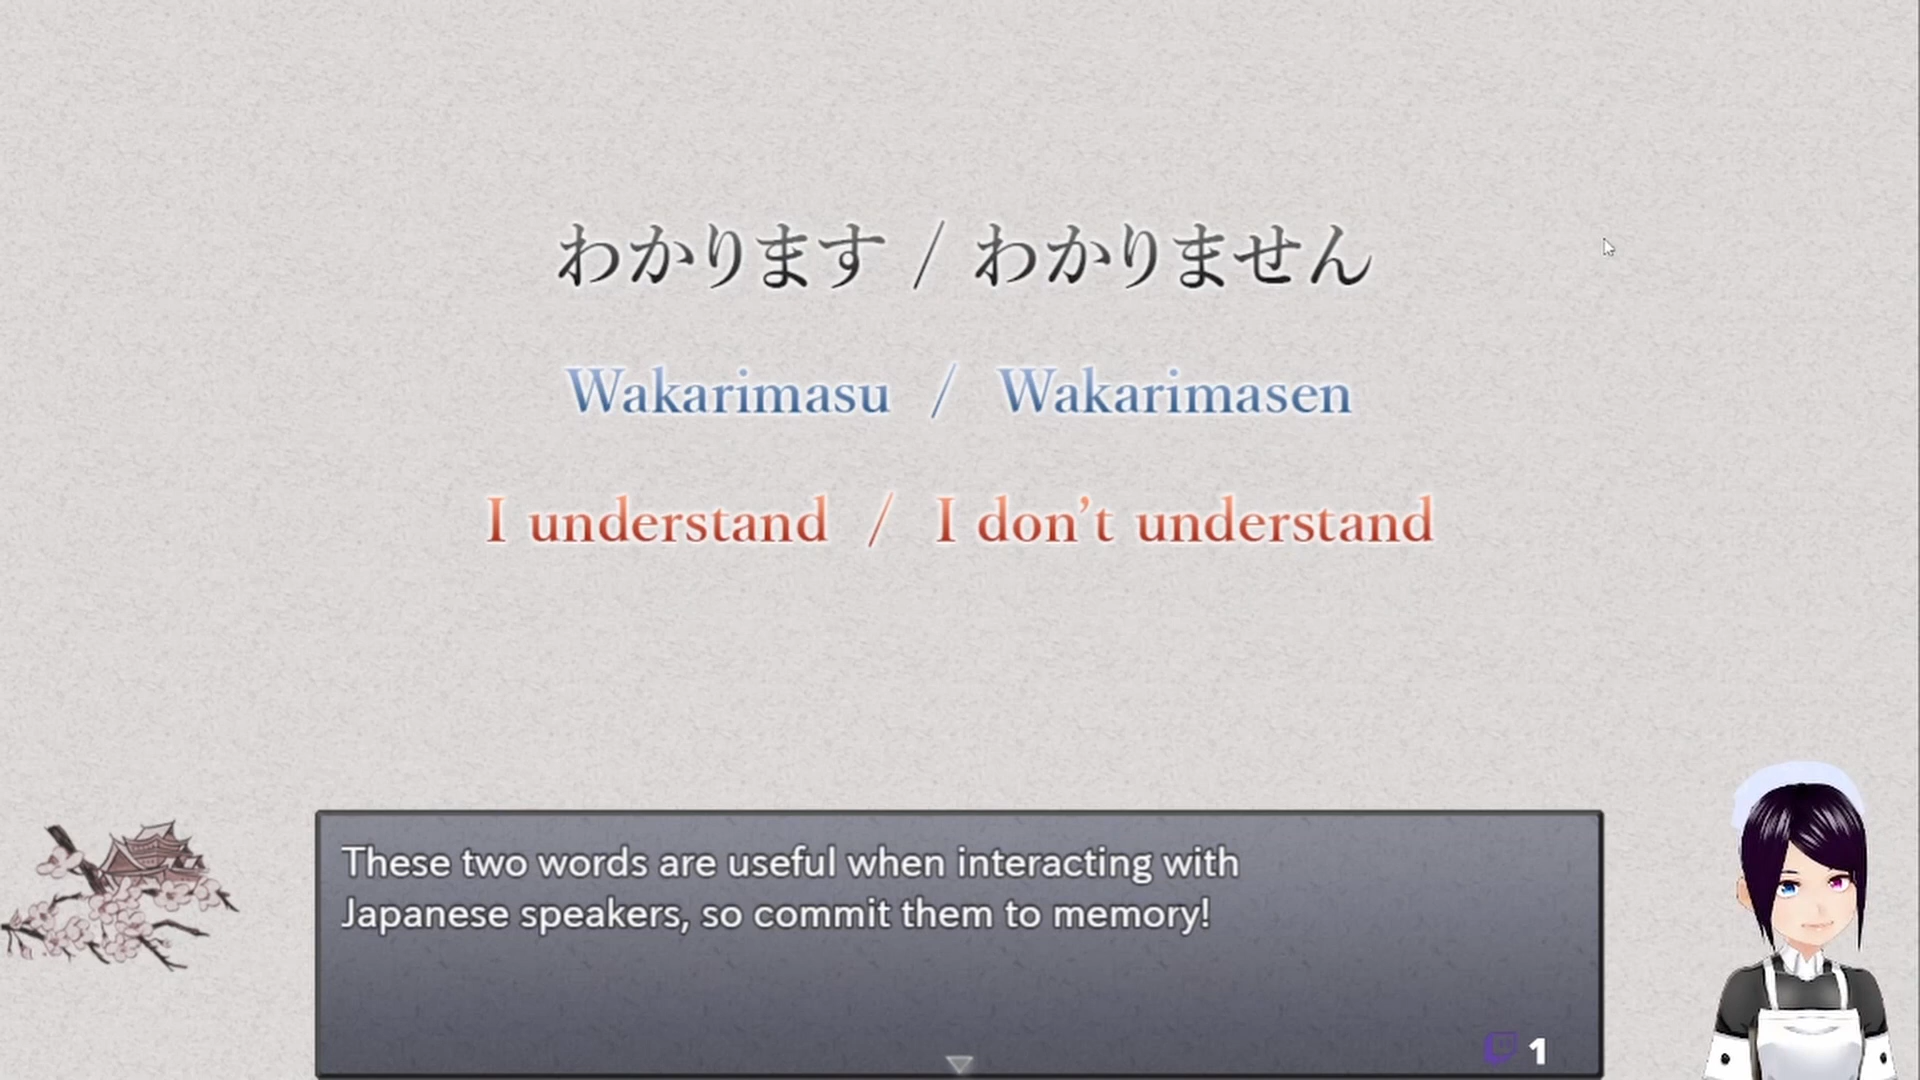 わかります / わかりません
Wakarimasu / Wakarimasen
I understand / I don't understand
These two words are useful when interacting with
Japanese speakers, so commit them to memory!
1